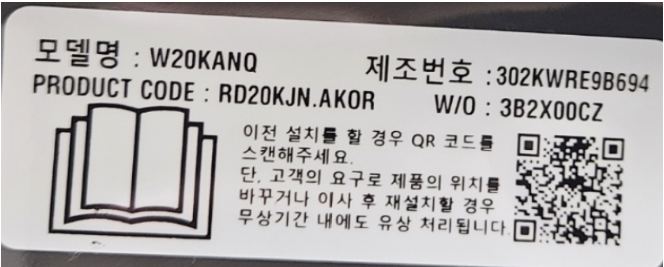 모델명 : W20KANQ 제조번호 : 302KWRE9B694
PRODUCT CODE : RD20KJN.AKOR W/O : 3B2X00CZ
이전 설치를 할 경우 QR 코드를
스캔해주세요.
단, 고객의 요구로 제품의 위치를
바꾸거나 이사 후 재설치할 경우
무상기간 내에도 유상 처리됩니다.